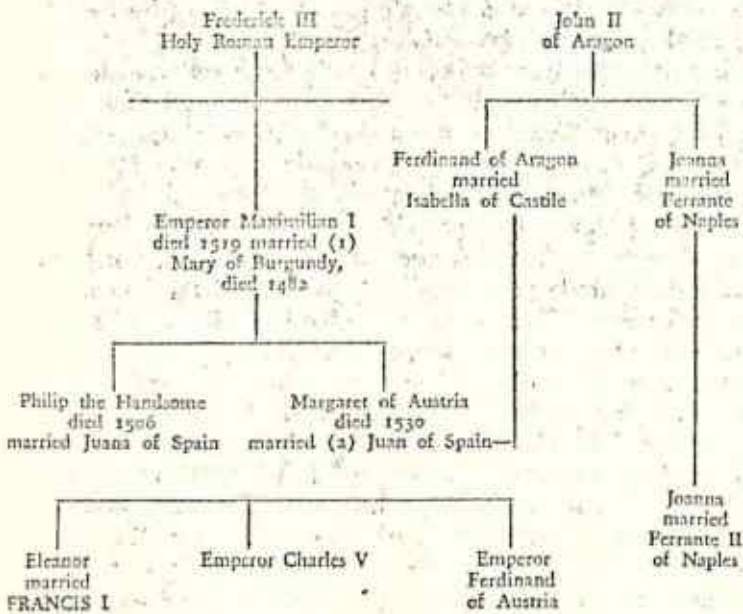 Frederick III
Holy Roman Emperor
John II
of Aragon
Ferdinand of Aragon
married
Isabella of Castile
Joanna
married
Ferrante
of Naples
Emperor Maximilian I
died 1519 married (1)
Mary of Burgundy,
died 1482
Philip the Handsome
died 1506
married Juana of Spain
Margaret of Austria
died 1530
married (2) Juan of Spain
Joanna
married
Ferrante II
of Naples
Eleanor
married
FRANCIS I
Emperor Charles V
Emperor
Ferdinand
of Austria